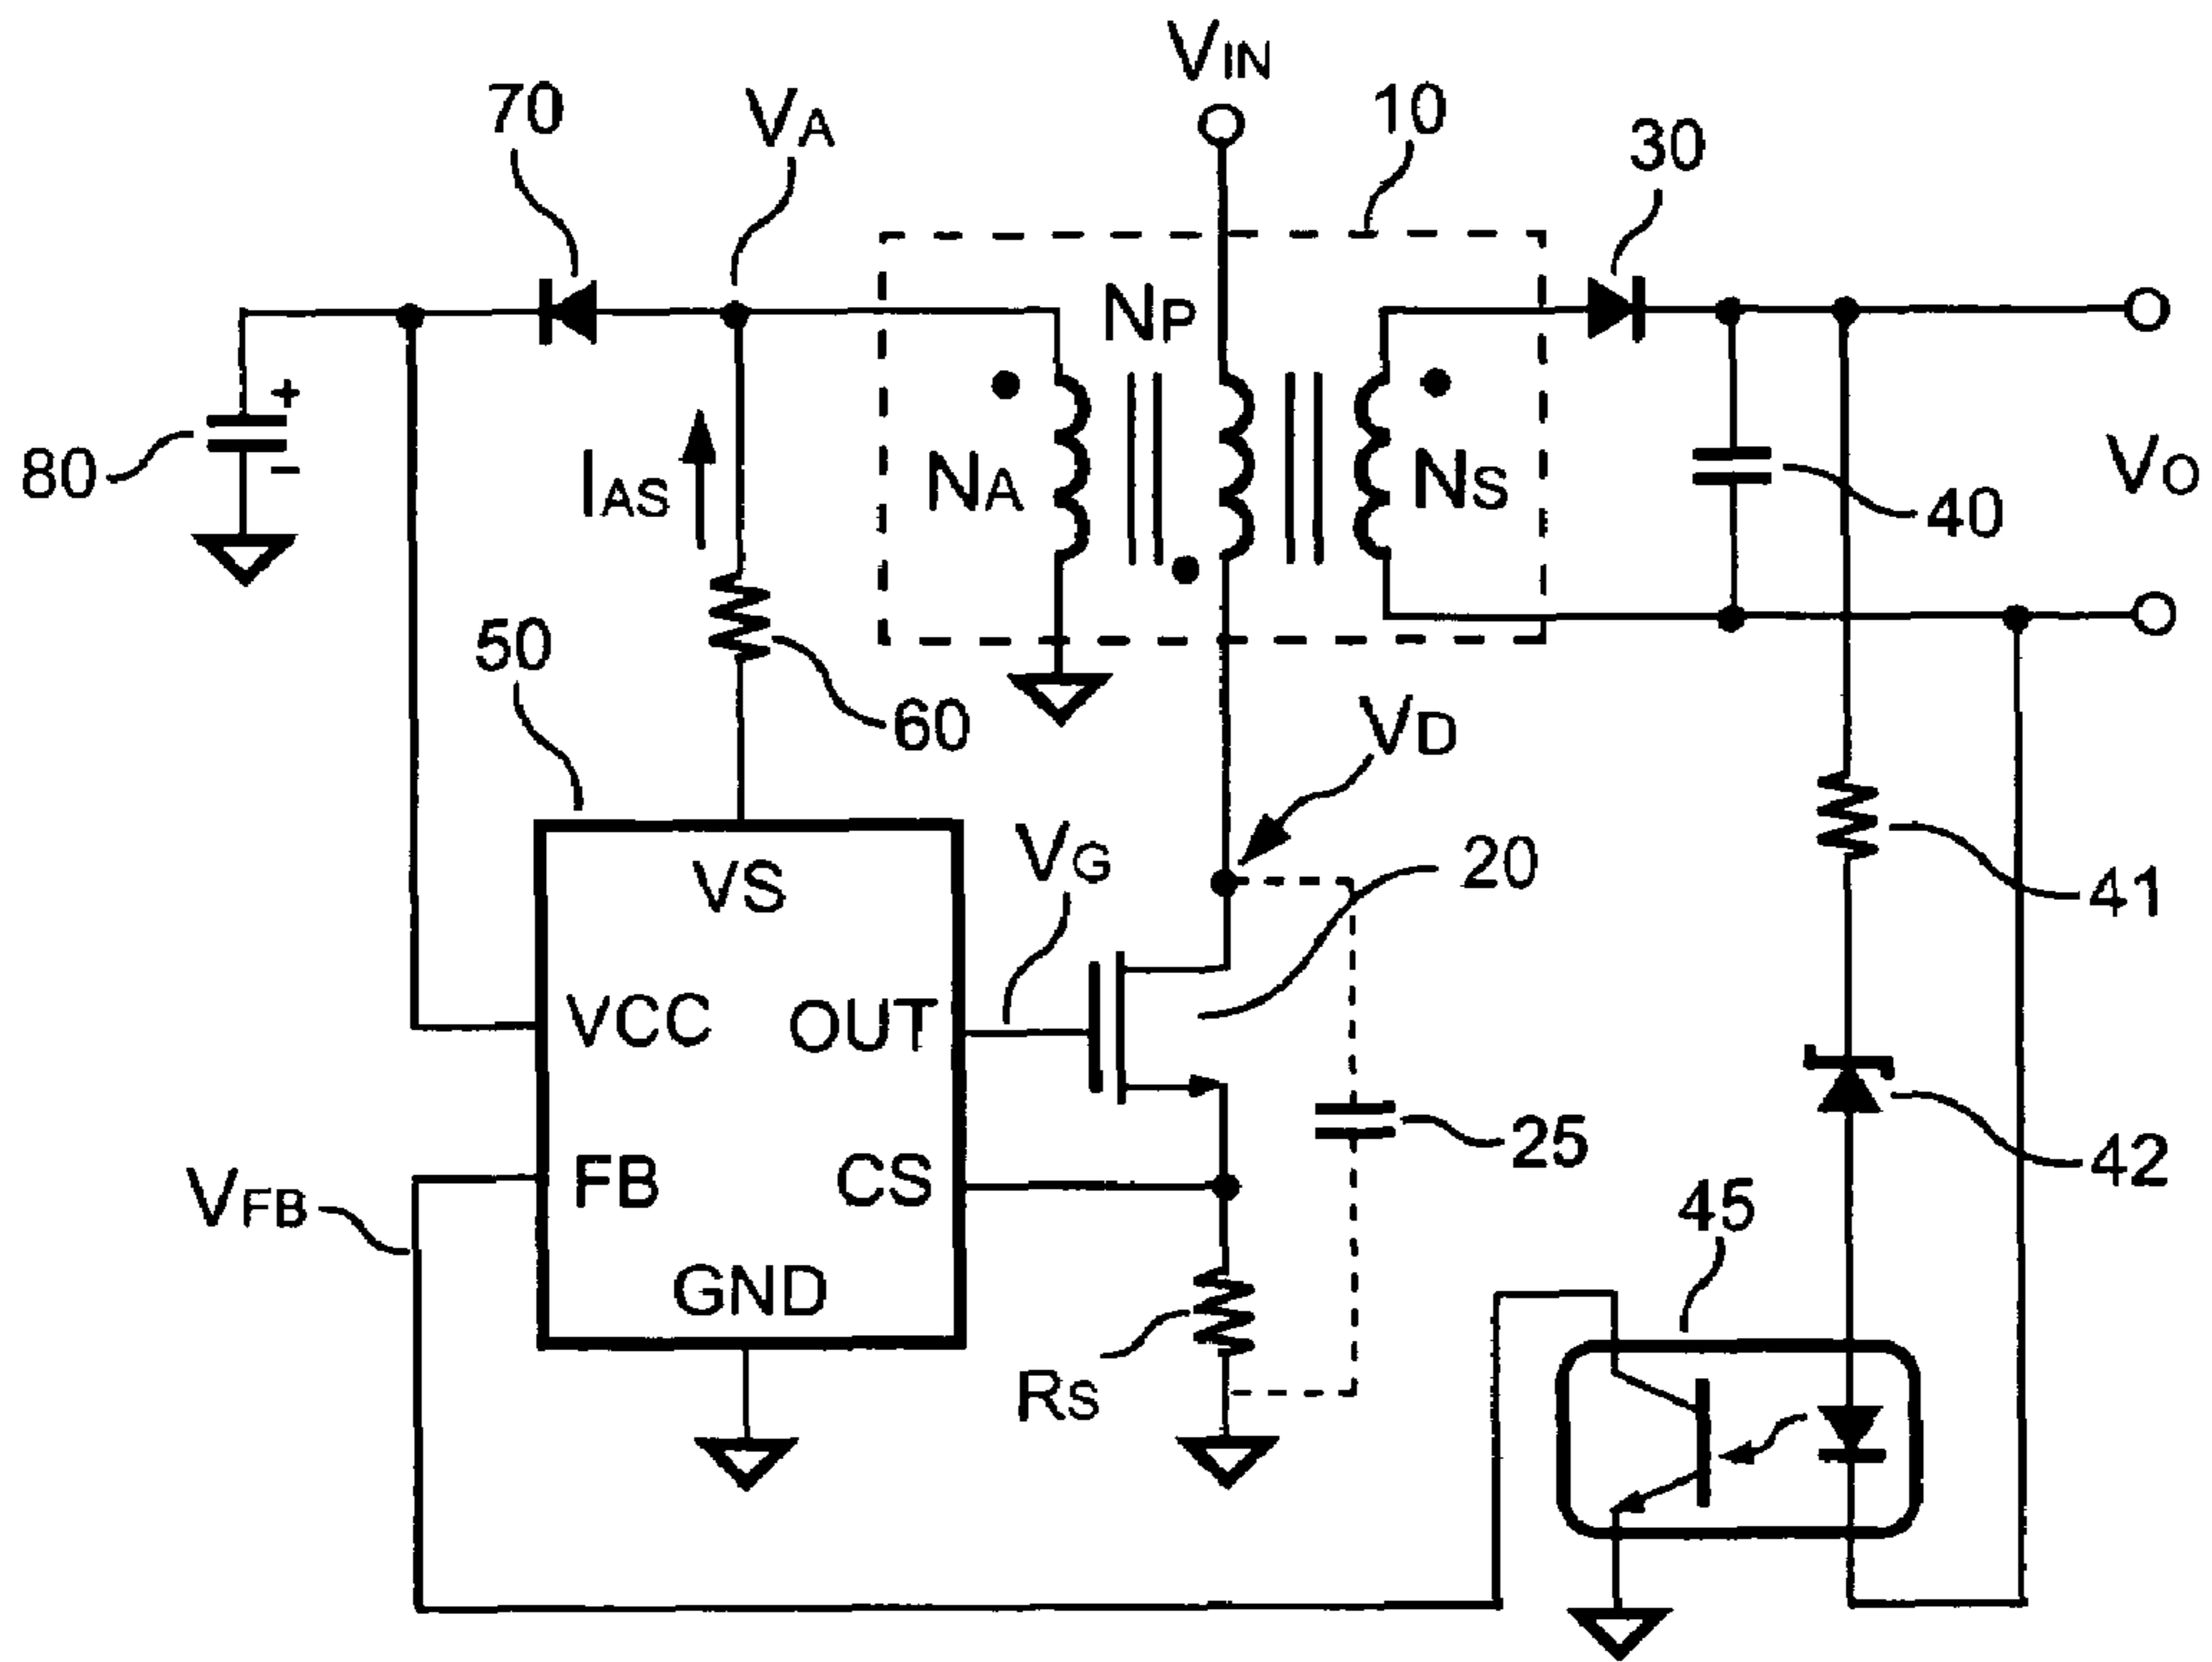 VIN
70
VA
10
30
NP
80
+
−
IAS
NA
NS
VO
40
50
60
VD
VS
VG
20
41
VCC
OUT
25
42
VFB
FB
CS
45
GND
RS